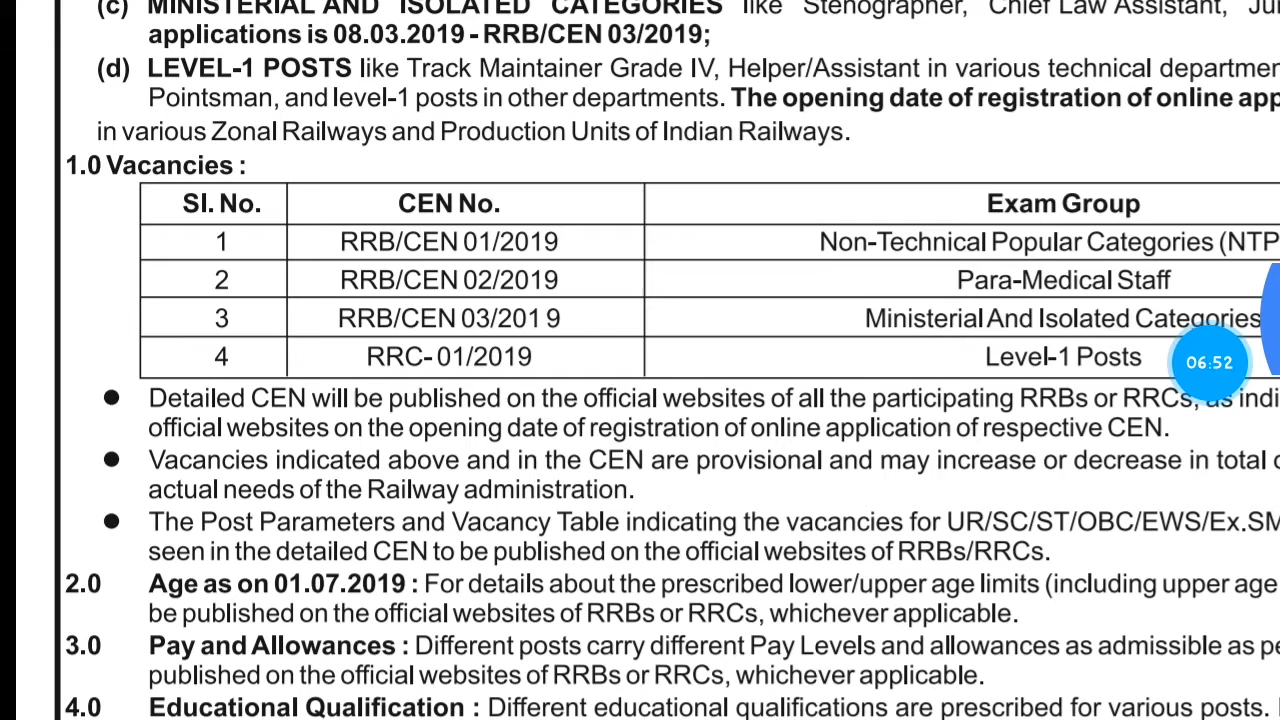 (c) MINISTERIAL AND ISOLATED CATEGORIES like Stenographer, Chief Law Assistant,
applications is 08.03.2019 - RRB/CEN 03/2019;
(d) LEVEL-1 POSTS like Track Maintainer Grade IV, Helper/Assistant in various technical
Pointsman, and level-1 posts in other departments. The opening date of registration of online
in various Zonal Railways and Production Units of Indian Railways.
1.0 Vacancies :
Sl. No. CEN No. Exam Group
1 RRB/CEN 01/2019 Non-Technical Popular Categories (NTP
2 RRB/CEN 02/2019 Para-Medical Staff
3 RRB/CEN 03/201 9 Ministerial And Isolated Categories
4 RRC- 01/2019 Level-1 Posts
06:52
● Detailed CEN will be published on the official websites of all the participating RRBs or RRCs, as
official websites on the opening date of registration of online application of respective CEN.
● Vacancies indicated above and in the CEN are provisional and may increase or decrease in total
actual needs of the Railway administration.
● The Post Parameters and Vacancy Table indicating the vacancies for UR/SC/ST/OBC/EWS/Ex.SM
seen in the detailed CEN to be published on the official websites of RRBs/RRCs.
2.0 Age as on 01.07.2019 : For details about the prescribed lower/upper age limits (including upper age
be published on the official websites of RRBs or RRCs, whichever applicable.
3.0 Pay and Allowances : Different posts carry different Pay Levels and allowances as admissible as
published on the official websites of RRBs or RRCs, whichever applicable.
4.0 Educational Qualification : Different educational qualifications are prescribed for various posts.